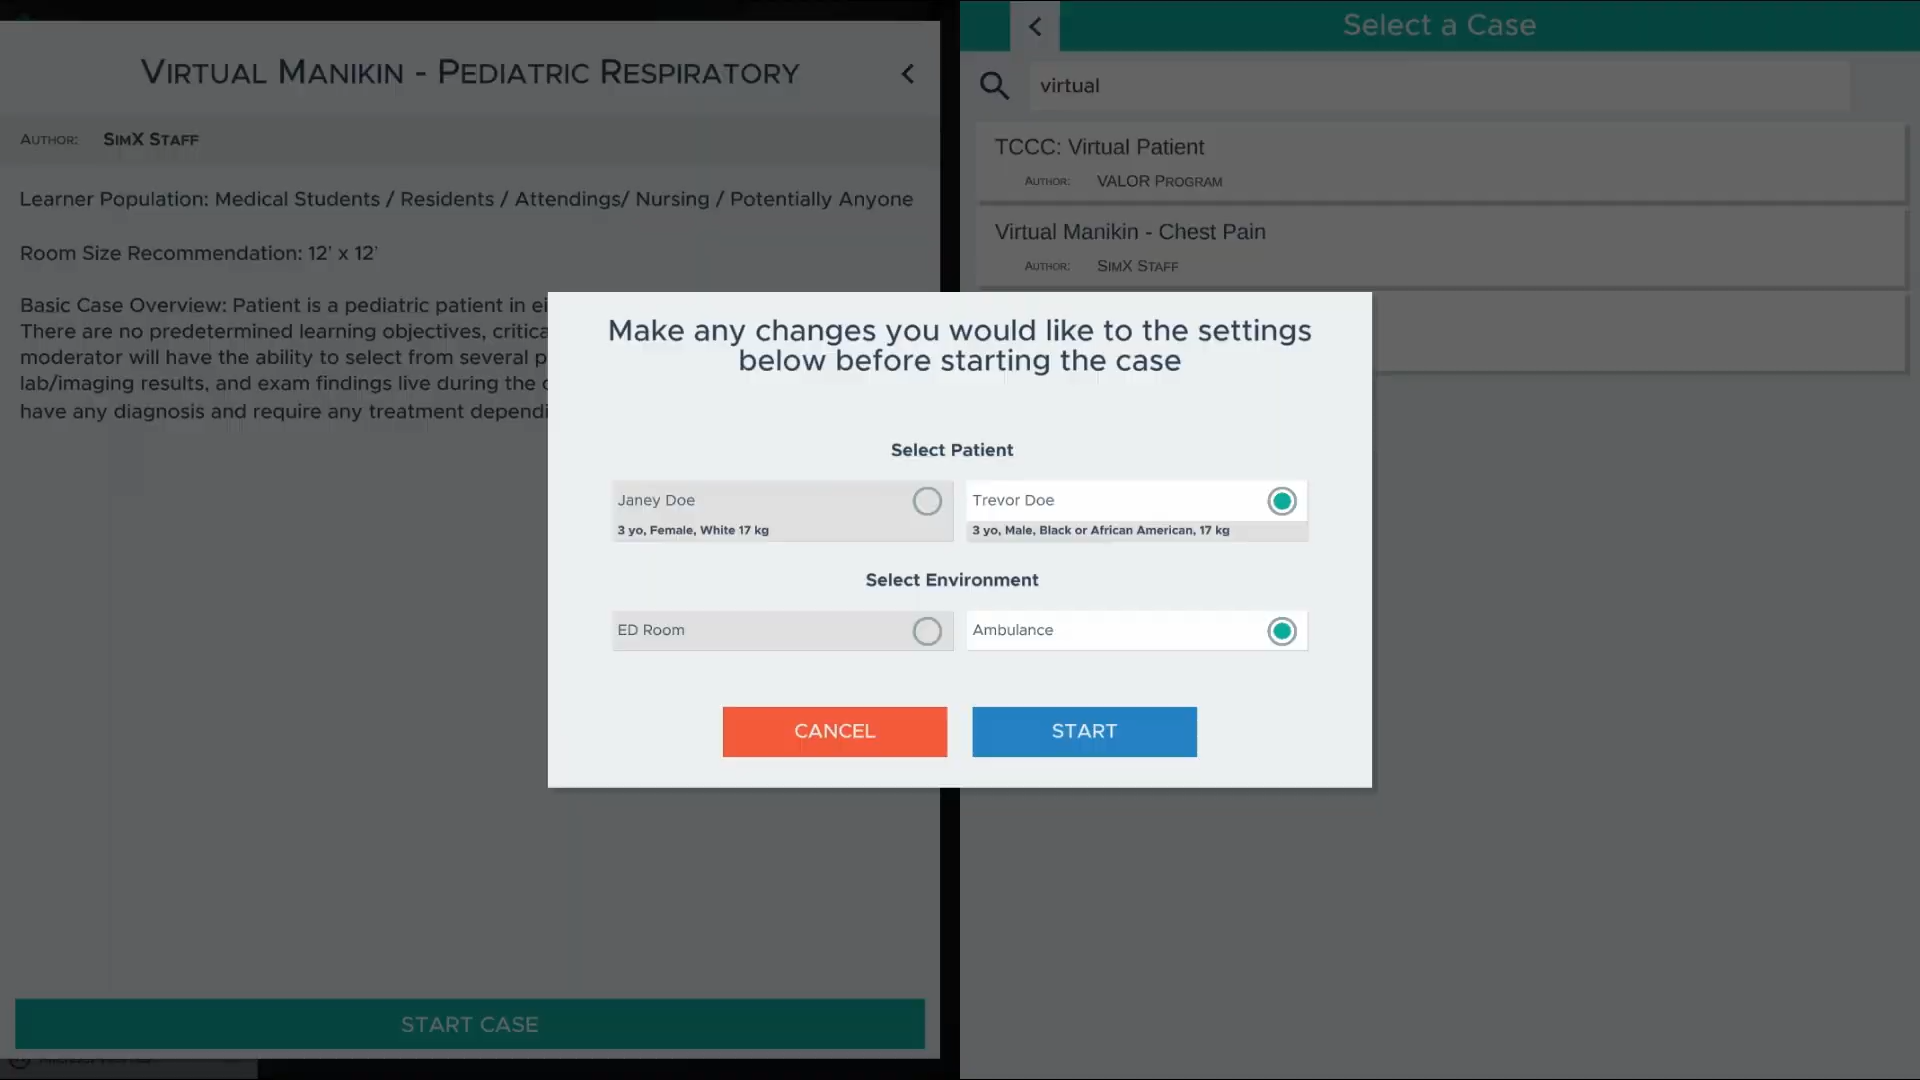 VIRTUAL MANIKIN - PEDIATRIC RESPIRATORY
AUTHOR: SIMX STAFF
Learner Population: Medical Students / Residents / Attendings/ Nursing / Potentially Anyone
Room Size Recommendation: 12' x 12'
Basic Case Overview: Patient is a pediatric patient in
There are no predetermined learning objectives,
moderator will have the ability to select from several
lab/imaging results, and exam findings live during the
have any diagnosis and require any treatment
START CASE
Select a Case
virtual
TCCC: Virtual Patient
AUTHOR: VALOR PROGRAM
Virtual Manikin - Chest Pain
AUTHOR: SIMX STAFF
Make any changes you would like to the settings
below before starting the case
Select Patient
Janey Doe
3 yo, Female, White 17 kg
Trevor Doe
3 yo, Male, Black or African American, 17 kg
Select Environment
ED Room
Ambulance
CANCEL
START